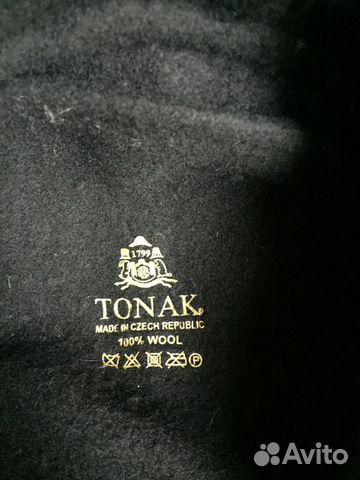 1799
TONAK®
MADE IN CZECH REPUBLIC
100% WOOL
P
Avito